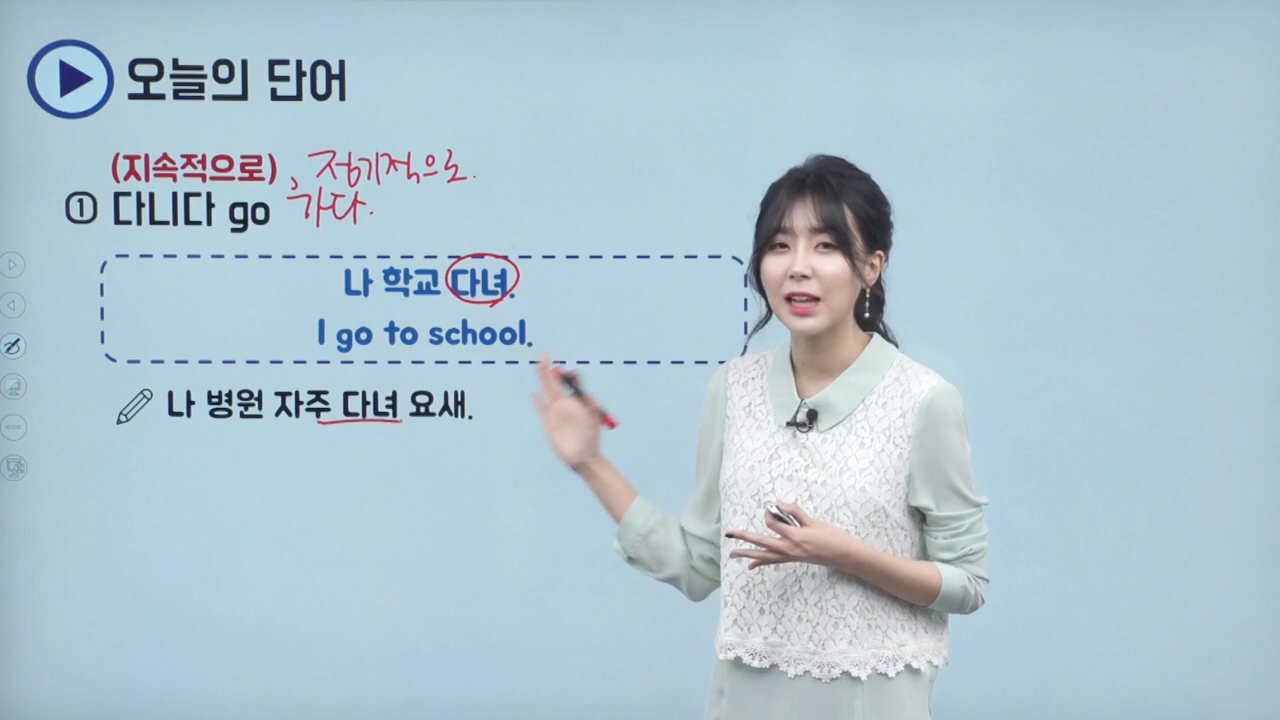 오늘의 단어
(지속적으로), 정기적으로.
① 다니다 go 가다.
나 학교 다녀.
I go to school.
나 병원 자주 다녀 요새.